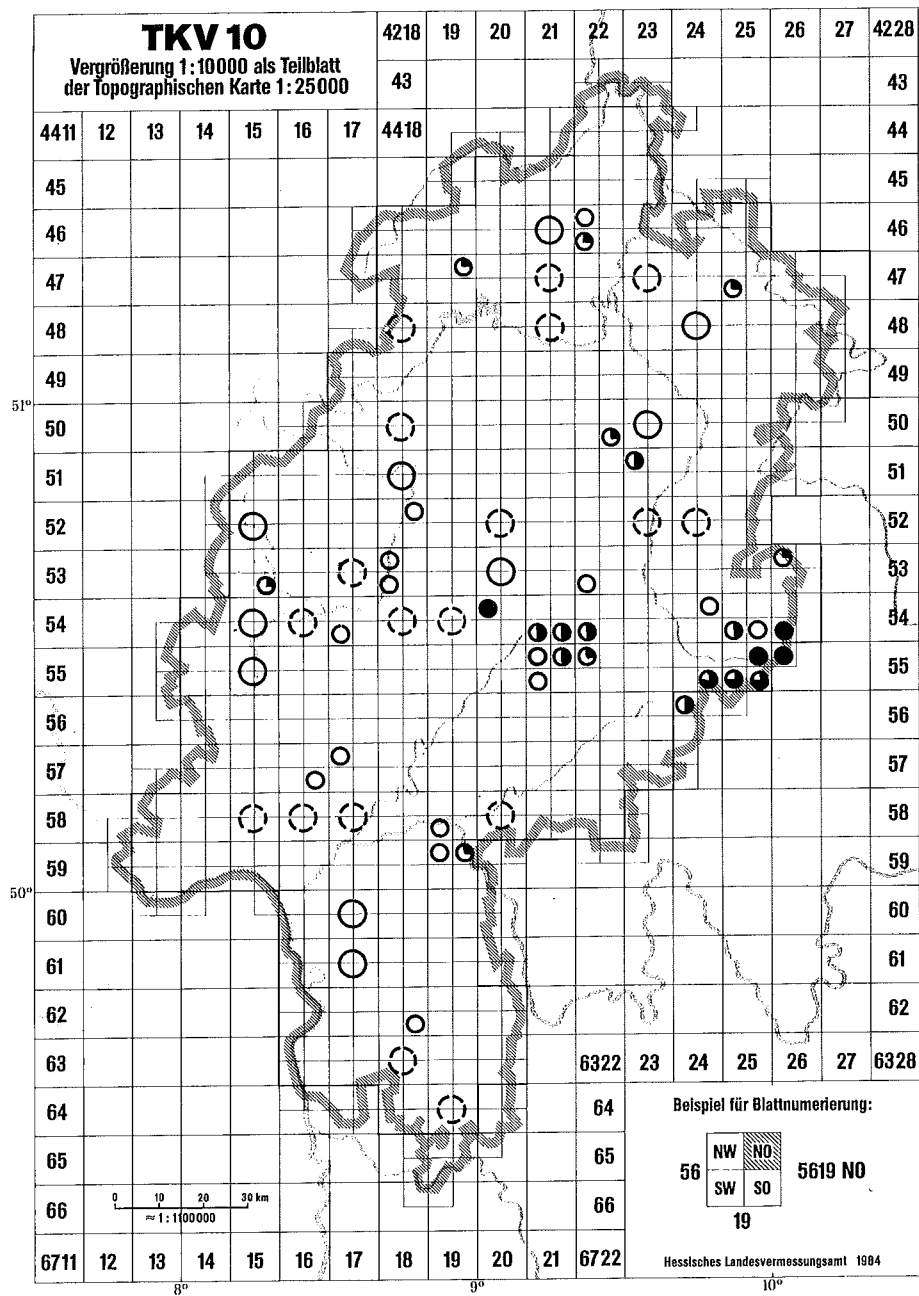 TKV 10
Vergrößerung 1:10000 als Teilblatt
der Topographischen Karte 1:25000
4218 19 20 21 22 23 24 25 26 27 4228
43 43
4411 12 13 14 15 16 17 4418 44
45 45
46 46
47 47
48 48
49 49
51º
50 50
51 51
52 52
53 53
54 54
55 55
56 56
57 57
58 58
59 59
50º
60 60
61 61
62 62
63 6322 23 24 25 26 27 6328
64 64
65 65
66 66
6711 12 13 14 15 16 17 18 19 20 21 6722
0 10 20 30 km
≈ 1:1100000
Beispiel für Blattnumerierung:
NW NO
56 5619 NO
SW SO
19
Hessisches Landesvermessungsamt 1984
8º 9º 10º